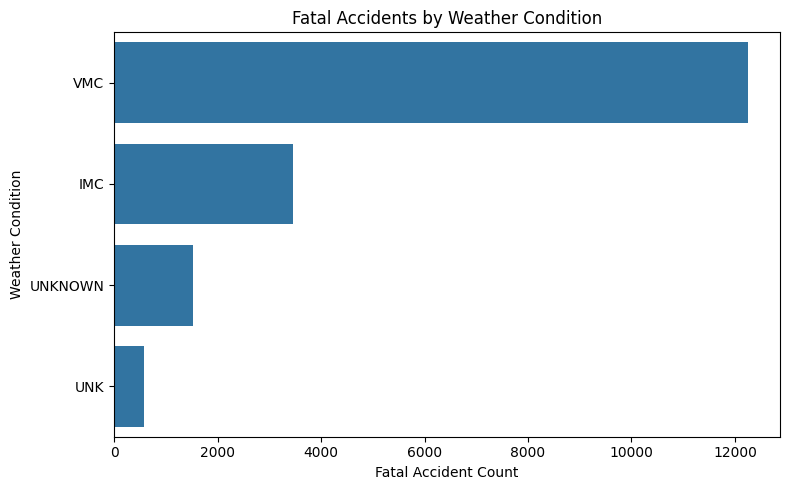 Fatal Accidents by Weather Condition
Weather Condition
VMC
IMC
UNKNOWN
UNK
0 2000 4000 6000 8000 10000 12000
Fatal Accident Count